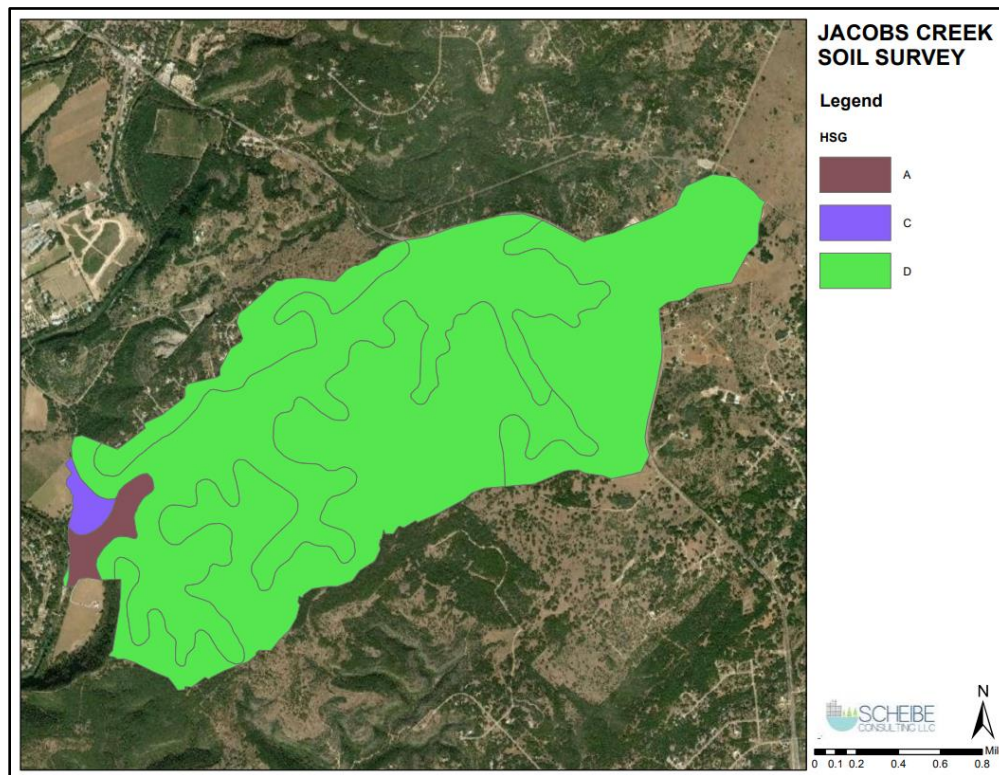 JACOBS CREEK
SOIL SURVEY
Legend
HSG
A
C
D
SCHEIBE
CONSULTING LLC
N
Mil
0 0.1 0.2 0.4 0.6 0.8